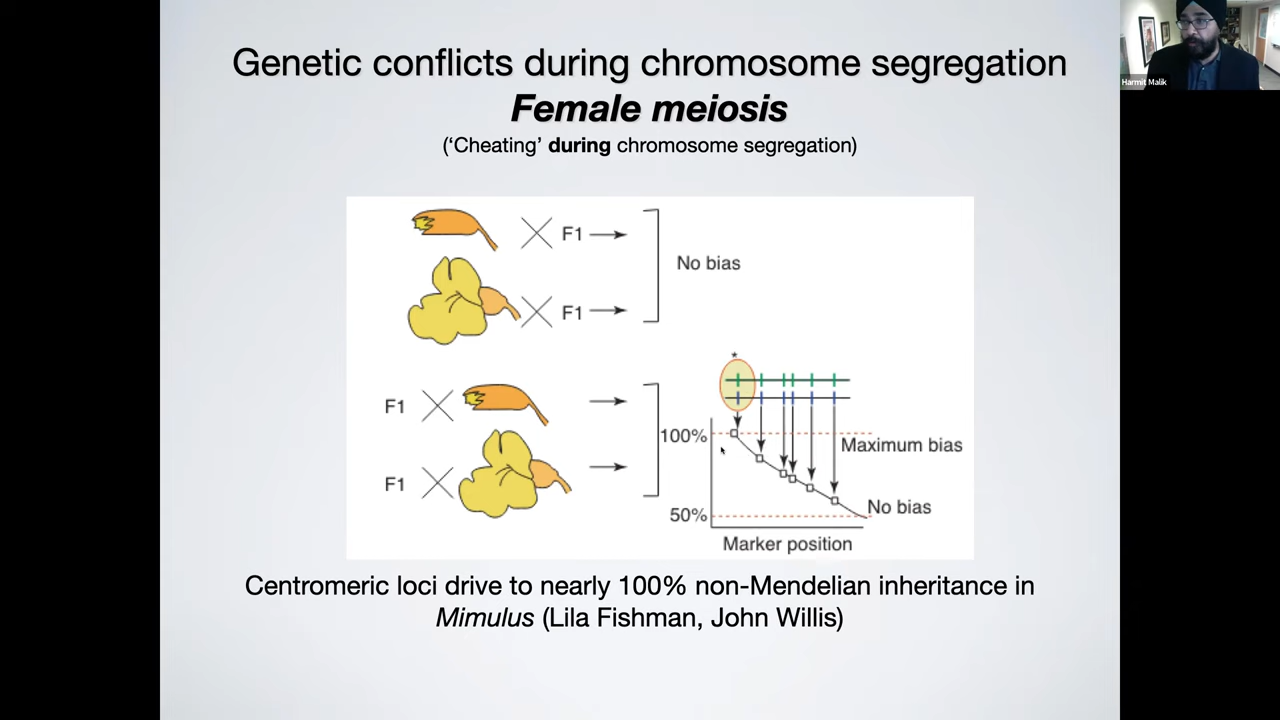 Genetic conflicts during chromosome segregation
Female meiosis
(‘Cheating’ during chromosome segregation)
Harmit Malik
F1
No bias
F1
*
F1
100%
Maximum bias
F1
50%
No bias
Marker position
Centromeric loci drive to nearly 100% non-Mendelian inheritance in
Mimulus (Lila Fishman, John Willis)